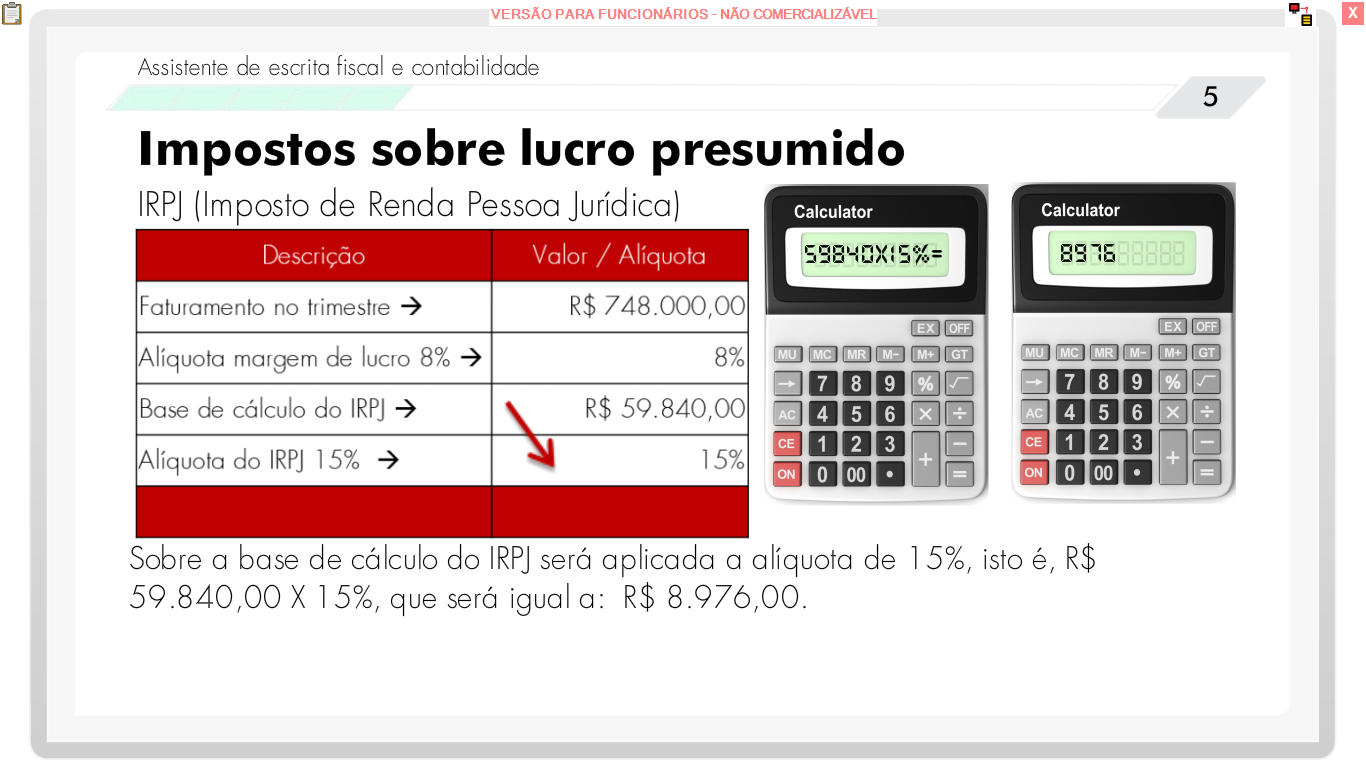 VERSÃO PARA FUNCIONÁRIOS - NÃO COMERCIALIZÁVEL
X
Assistente de escrita fiscal e contabilidade
5
Impostos sobre lucro presumido
IRPJ (Imposto de Renda Pessoa Jurídica)
Descrição Valor / Alíquota
Faturamento no trimestre → R$ 748.000,00
Alíquota margem de lucro 8% → 8%
Base de cálculo do IRPJ → R$ 59.840,00
Alíquota do IRPJ 15% → 15%
Calculator
59840X15%=
EX OFF
MU MC MR M− M+ GT
→ 7 8 9 % √
AC 4 5 6 × ÷
CE 1 2 3 + −
ON 0 00 • =
Calculator
8976
EX OFF
MU MC MR M− M+ GT
→ 7 8 9 % √
AC 4 5 6 × ÷
CE 1 2 3 + −
ON 0 00 • =
Sobre a base de cálculo do IRPJ será aplicada a alíquota de 15%, isto é, R$
59.840,00 X 15%, que será igual a: R$ 8.976,00.